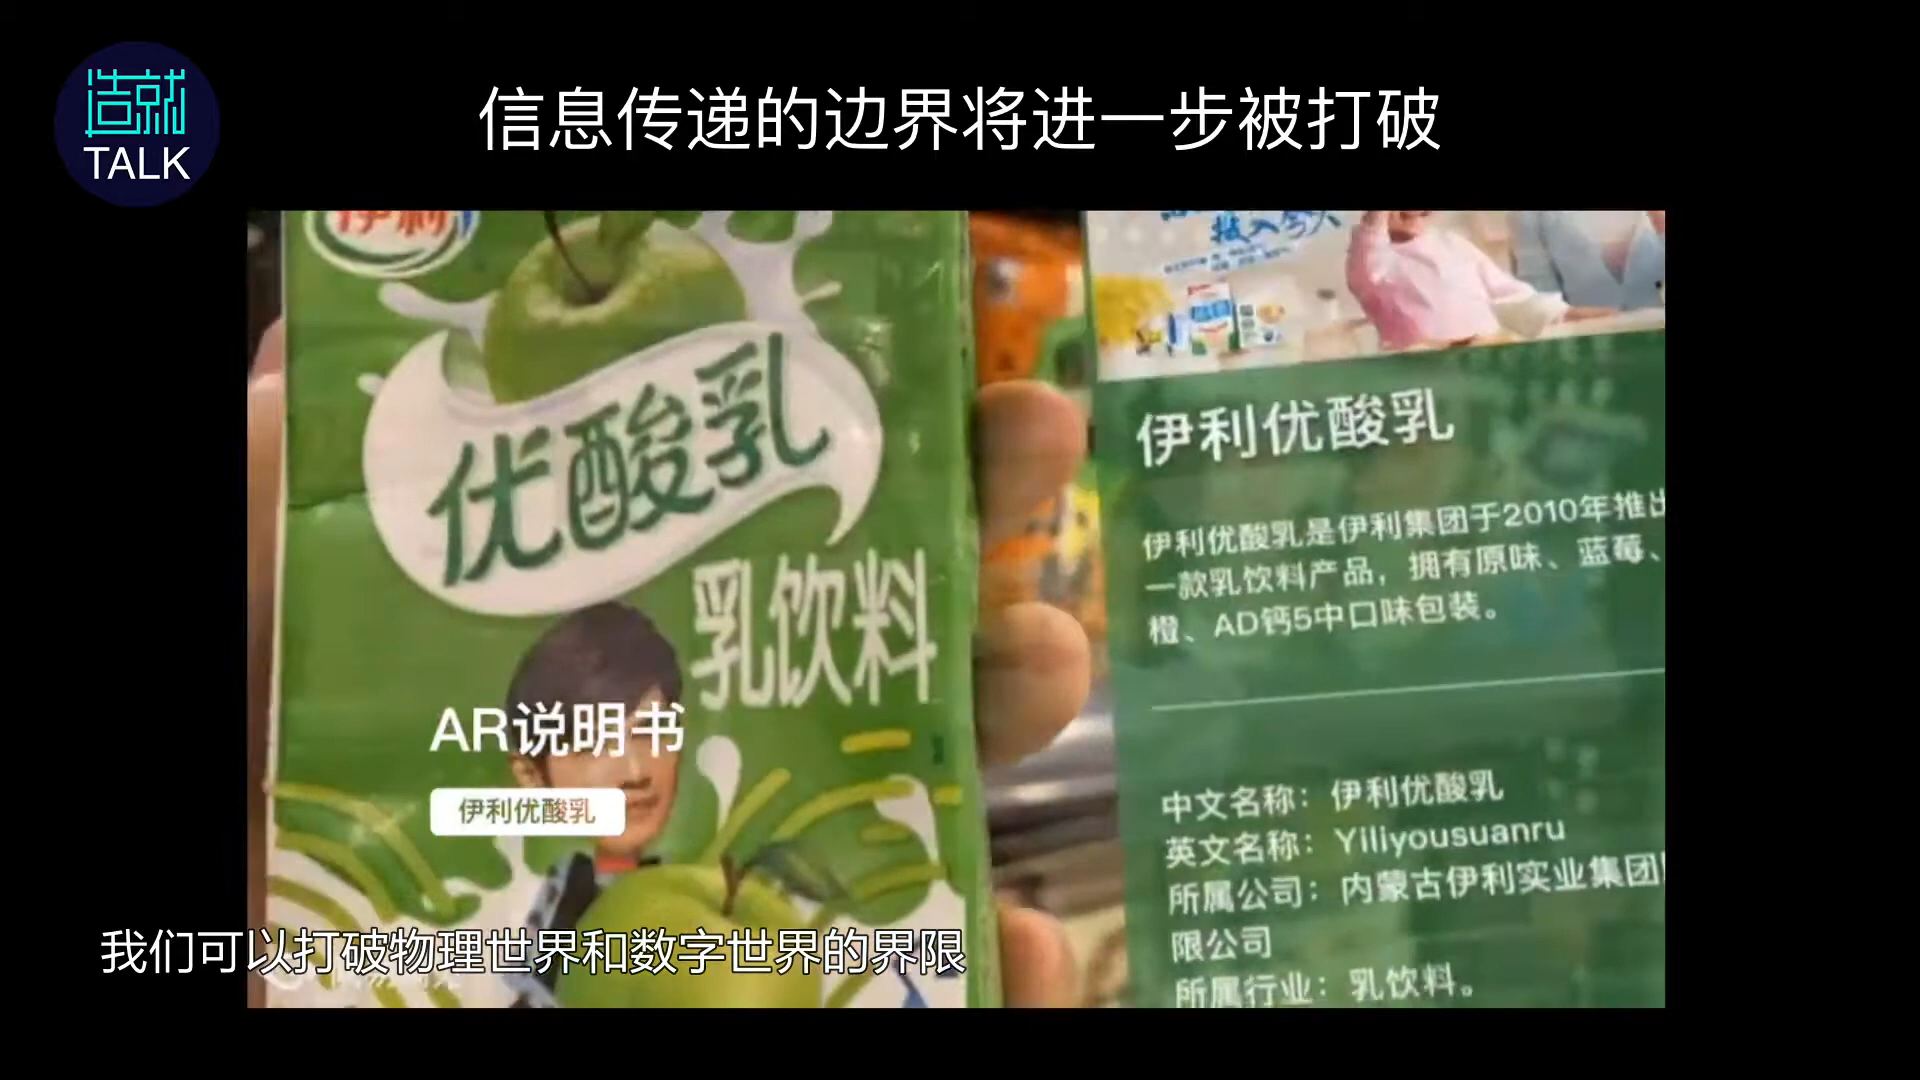 造就
TALK
信息传递的边界将进一步被打破
伊利
优酸乳
乳饮料
AR说明书
伊利优酸乳
伊利优酸乳
伊利优酸乳是伊利集团于2010年推出
一款乳饮料产品，拥有原味、蓝莓、
橙、AD钙5中口味包装。
中文名称：伊利优酸乳
英文名称：Yiliyousuanru
所属公司：内蒙古伊利实业集团
限公司
所属行业：乳饮料。
我们可以打破物理世界和数字世界的界限